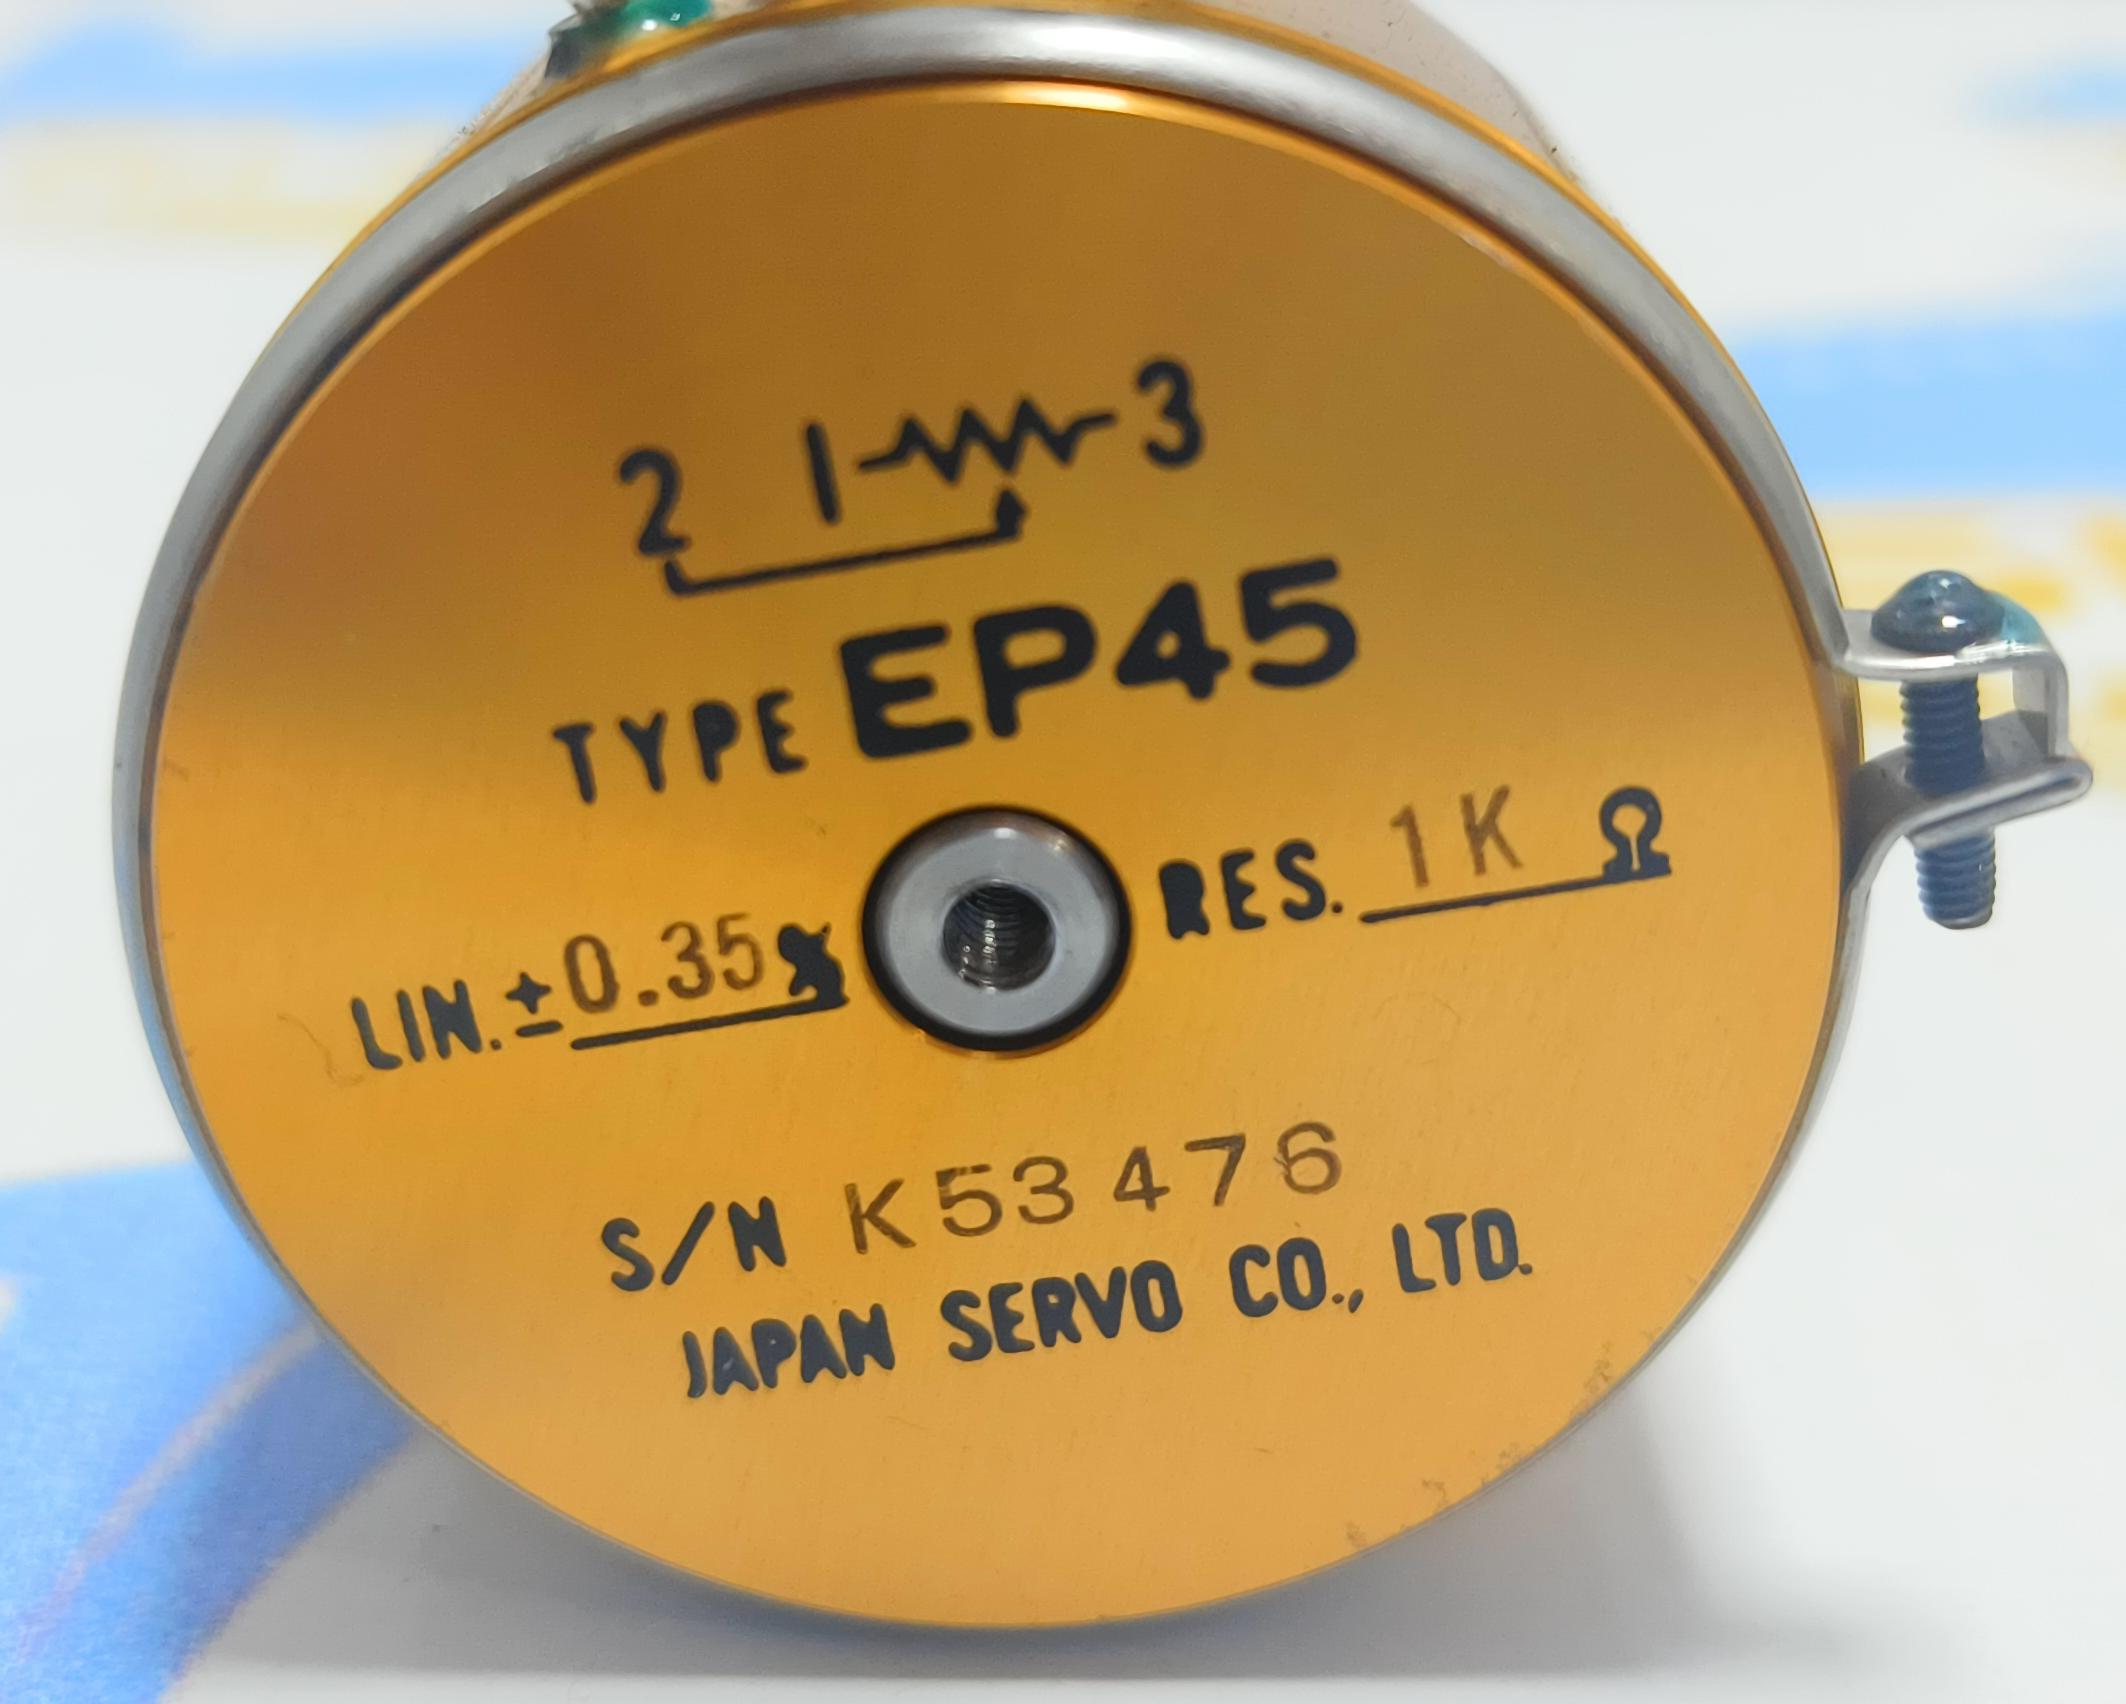 2 1 3
TYPE EP45
LIN. ±0.35% RES. 1K Ω
S/N K53476
JAPAN SERVO CO., LTD.